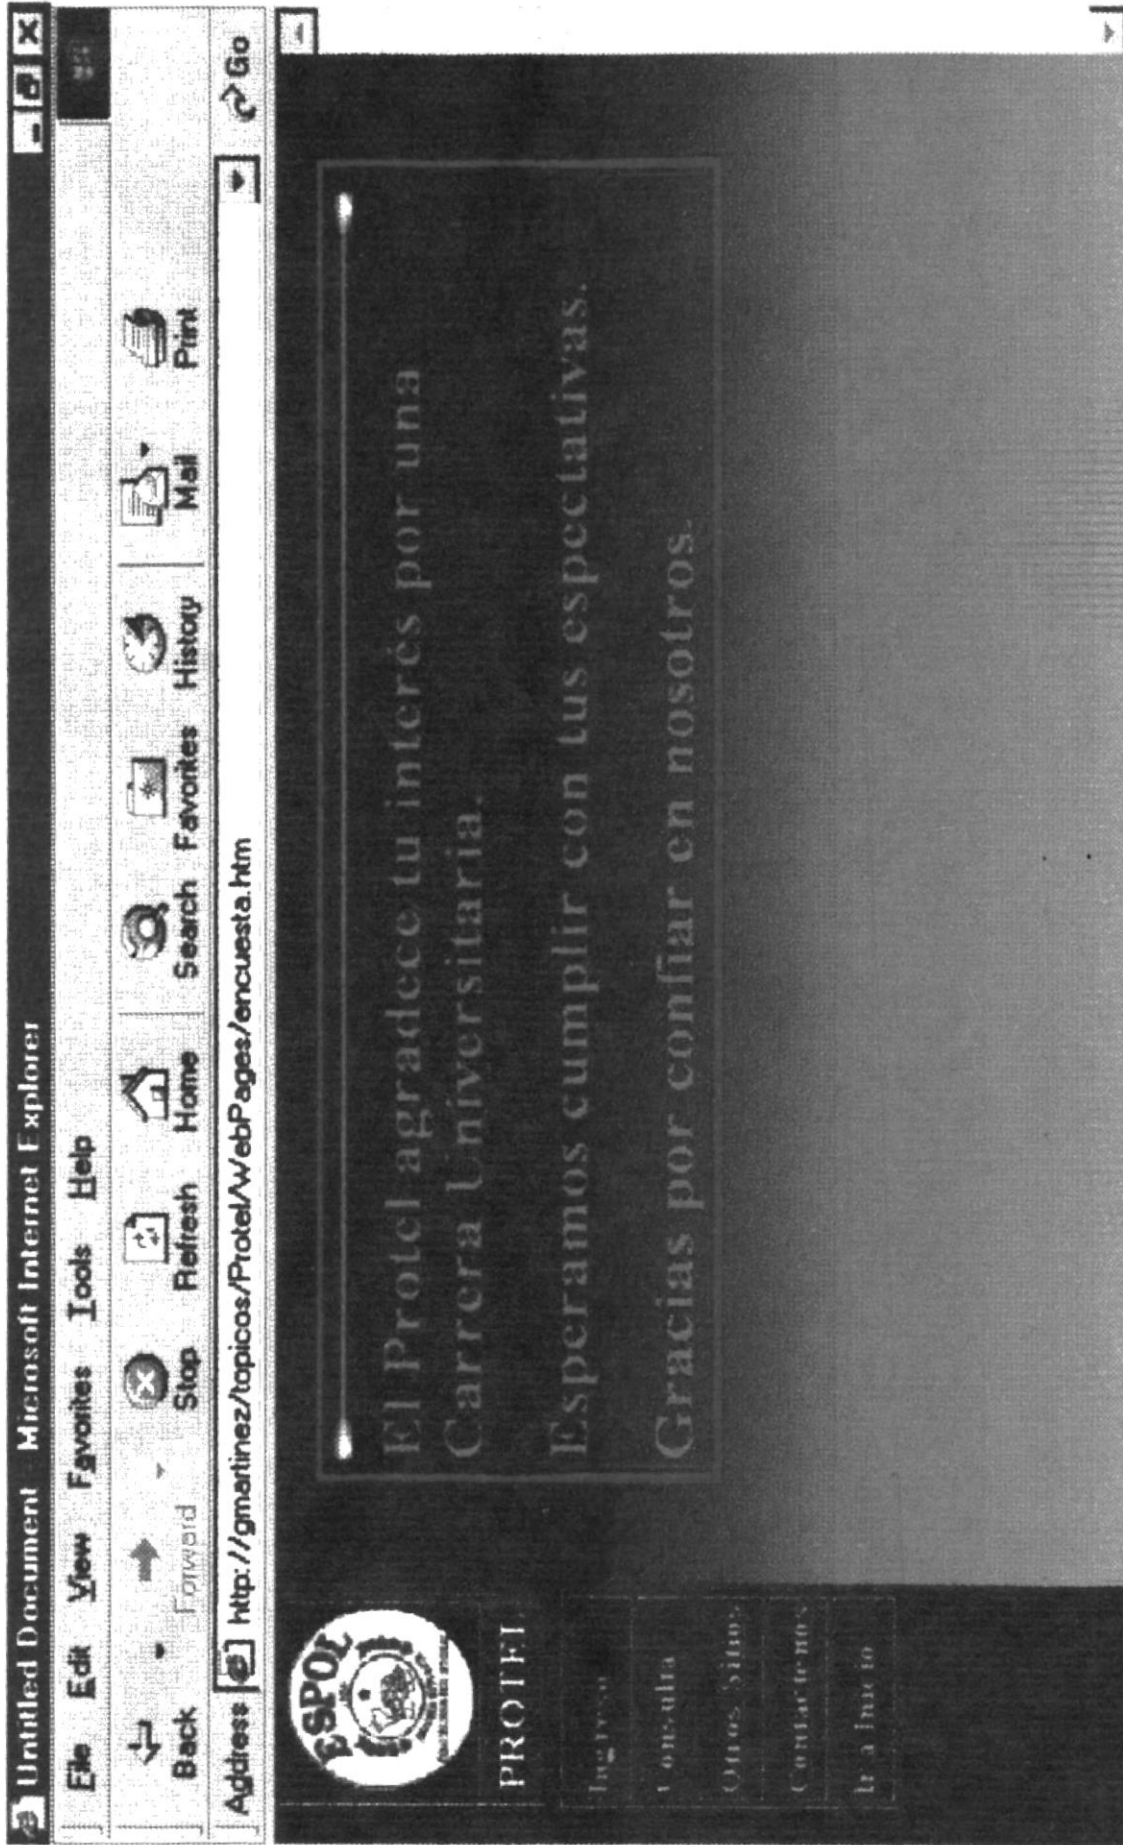 Untitled Document - Microsoft Internet Explorer
File Edit View Favorites Tools Help
Back Forward Stop Refresh Home Search Favorites History Mail Print
Address http://gmartinez/topicos/Protel/WebPages/encuesta.htm Go
ESPOL
PROTEL
Ingreso
Consulta
Otros Sitios
Contactenos
Ir a Inicio
El Protel agradece tu interés por una
Carrera Universitaria.
Esperamos cumplir con tus espectativas.
Gracias por confiar en nosotros.